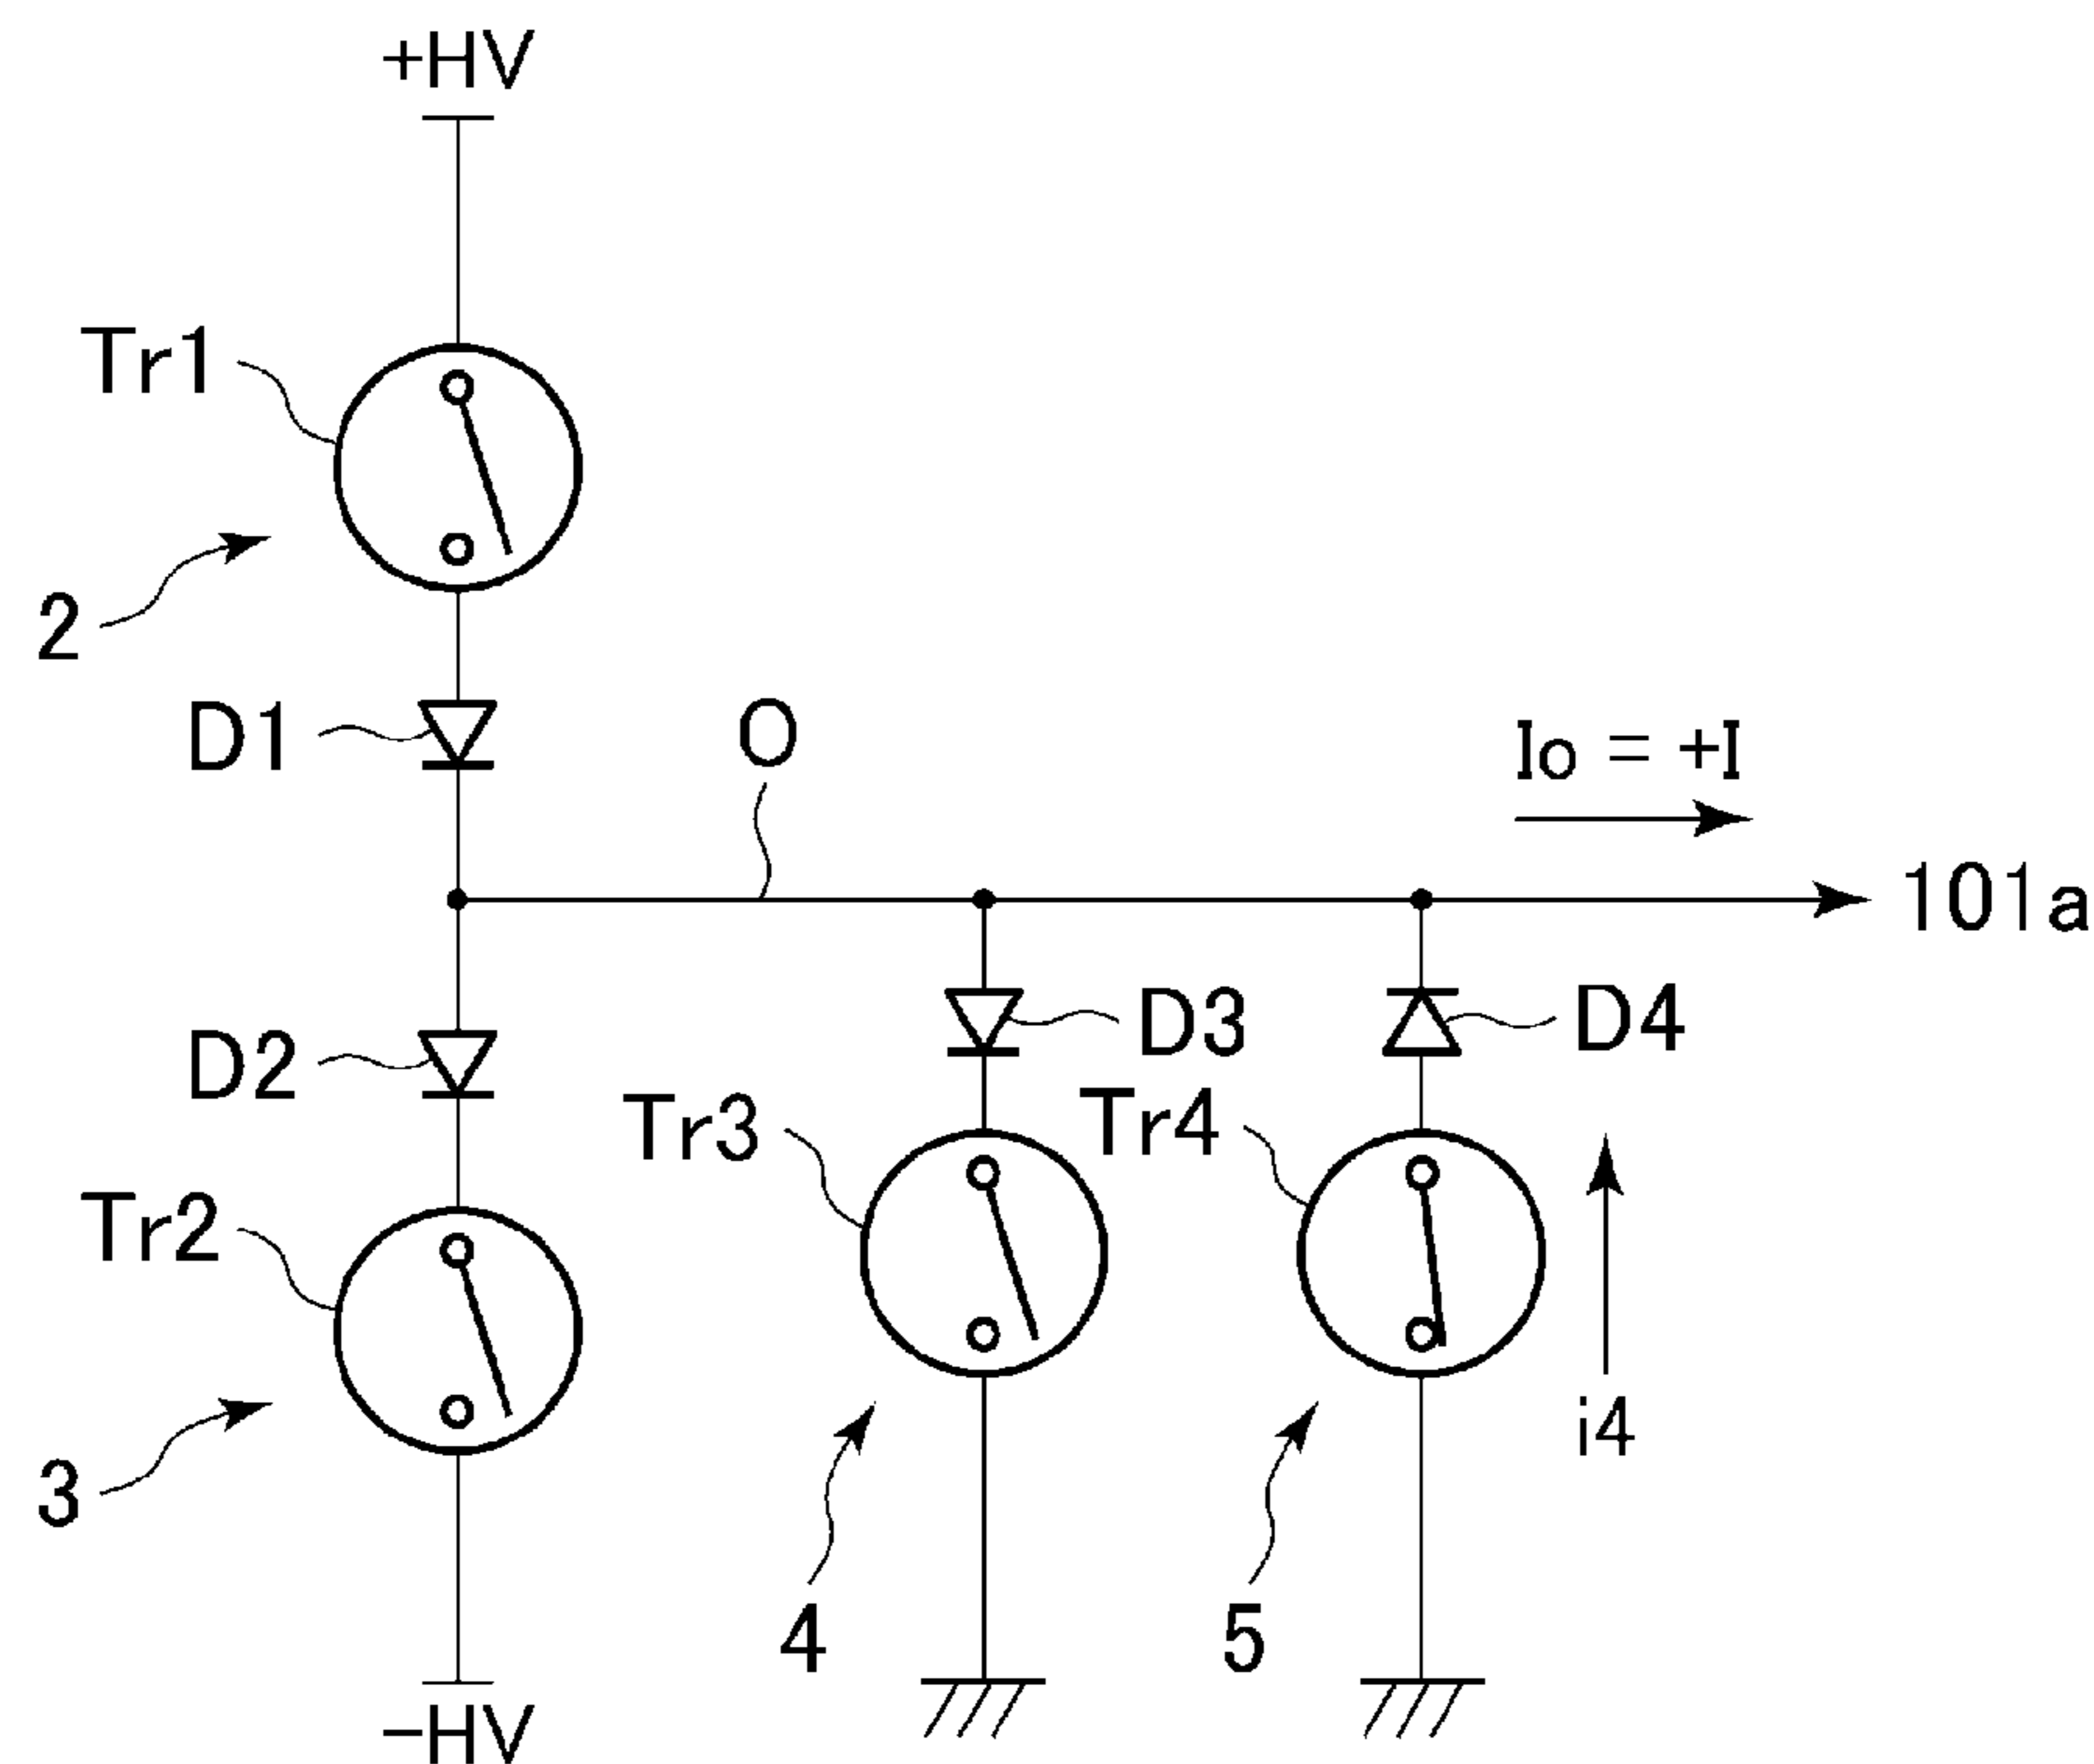 +HV
Tr1
2
D1
O
Io = +I
101a
D2
D3
D4
Tr3
Tr4
Tr2
i4
3
4
5
-HV